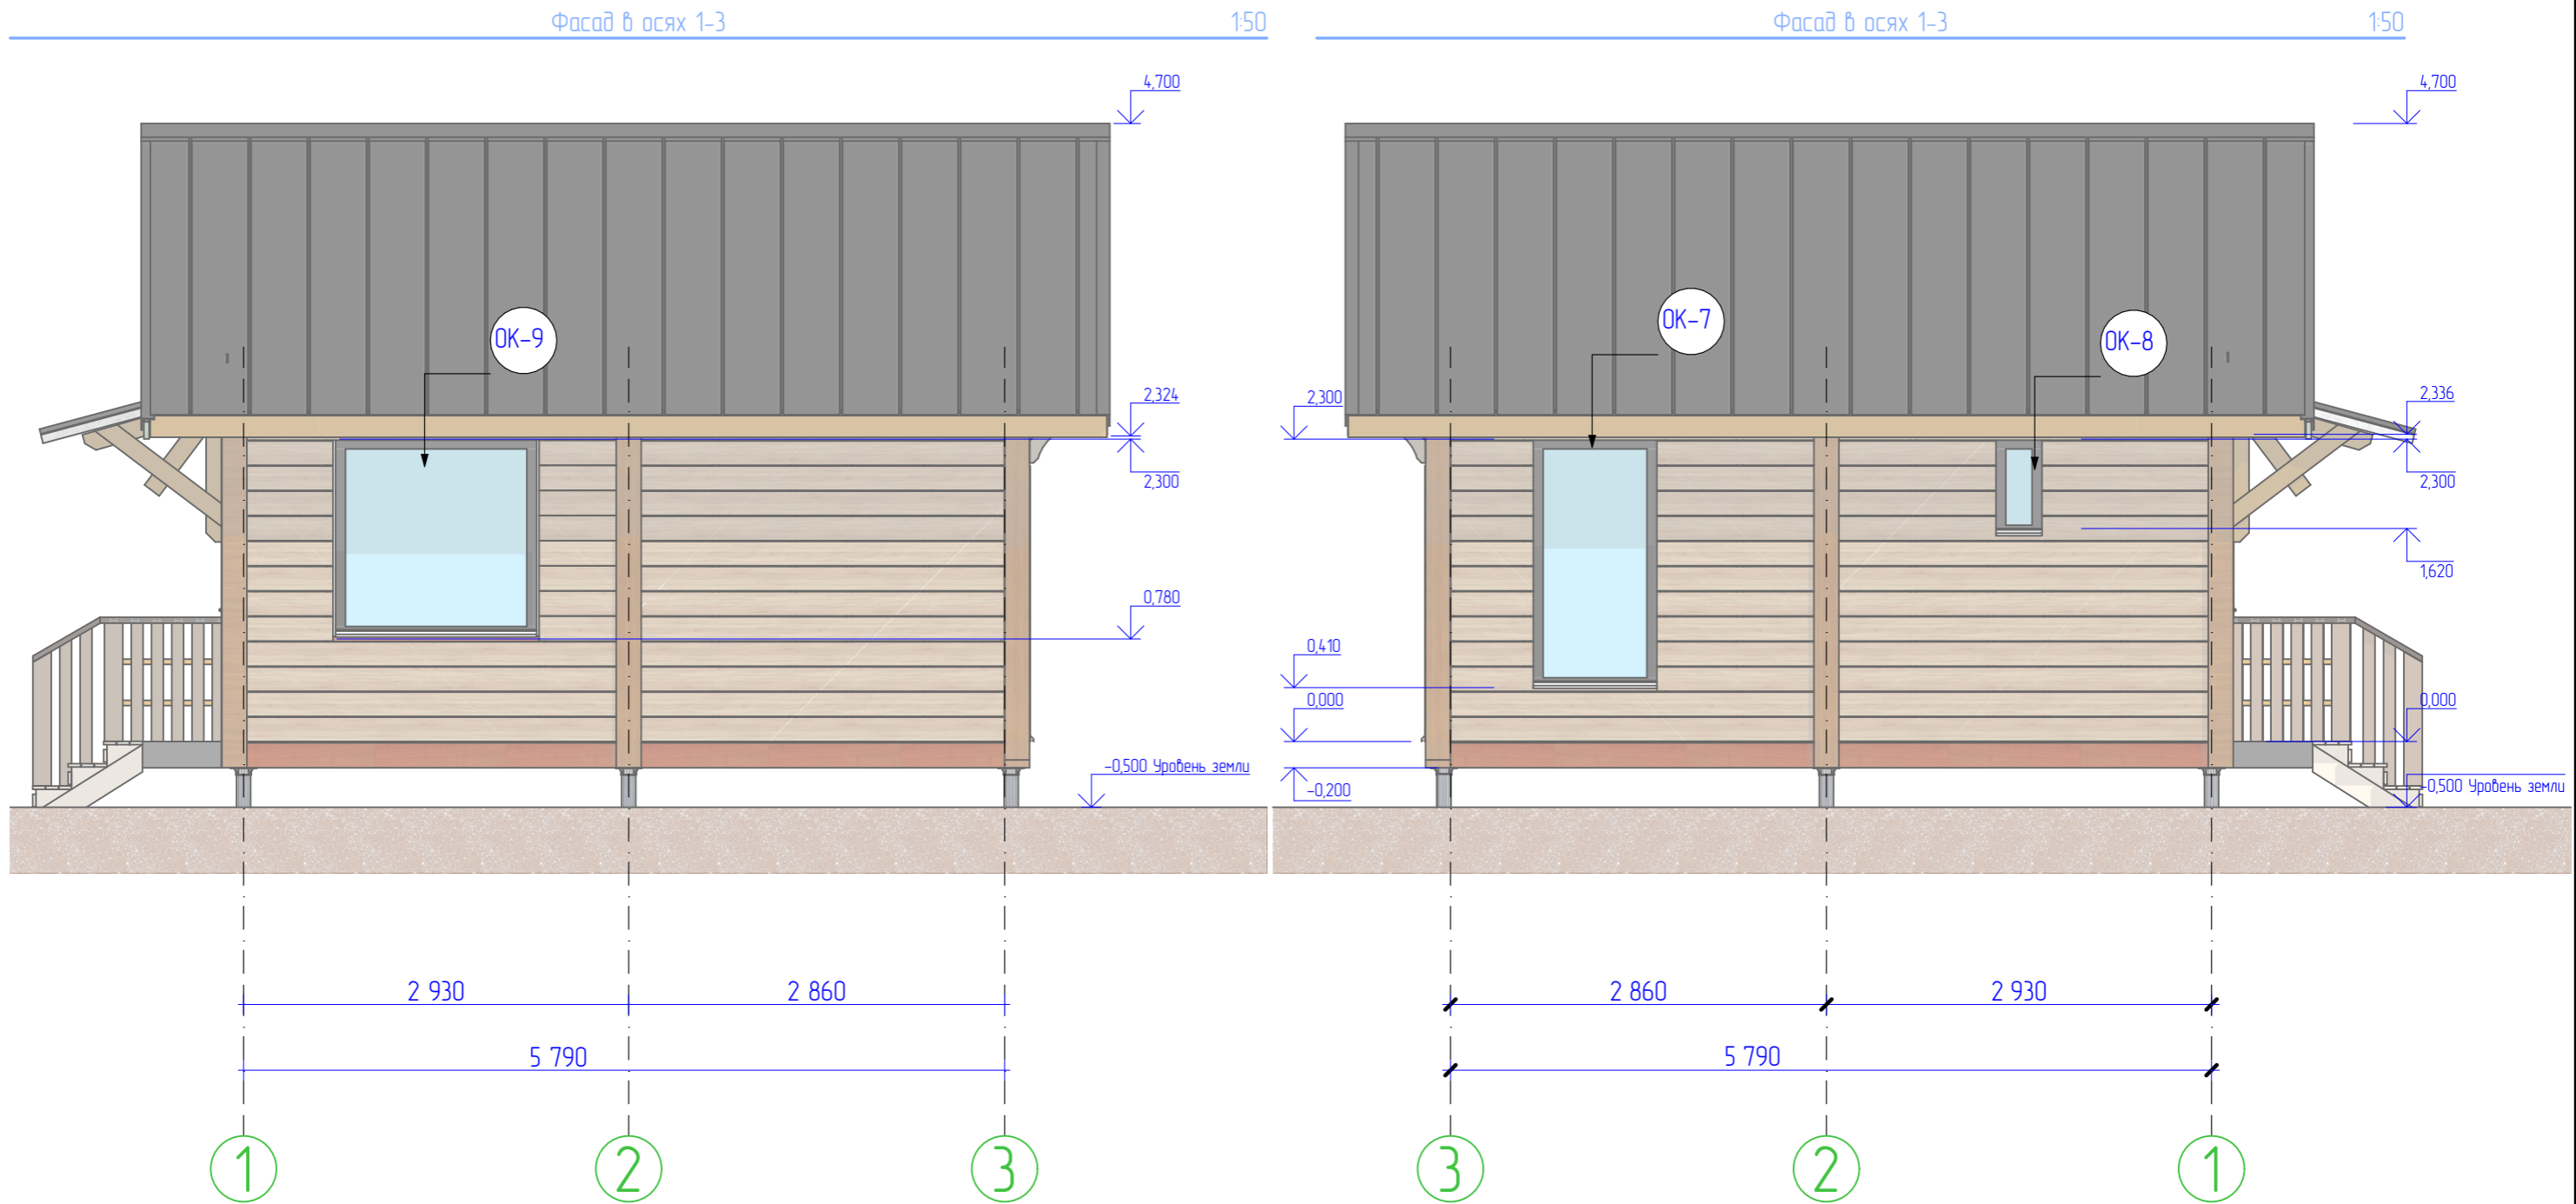 Фасад в осях 1-3 1:50
4,700
ОК-9
2,324
2,300
0,780
-0,500 Уровень земли
2 930 2 860
5 790
1 2 3
Фасад в осях 1-3 1:50
4,700
ОК-7
ОК-8
2,300
2,336
2,300
1,620
0,410
0,000
0,000
-0,200
-0,500 Уровень земли
2 860 2 930
5 790
3 2 1